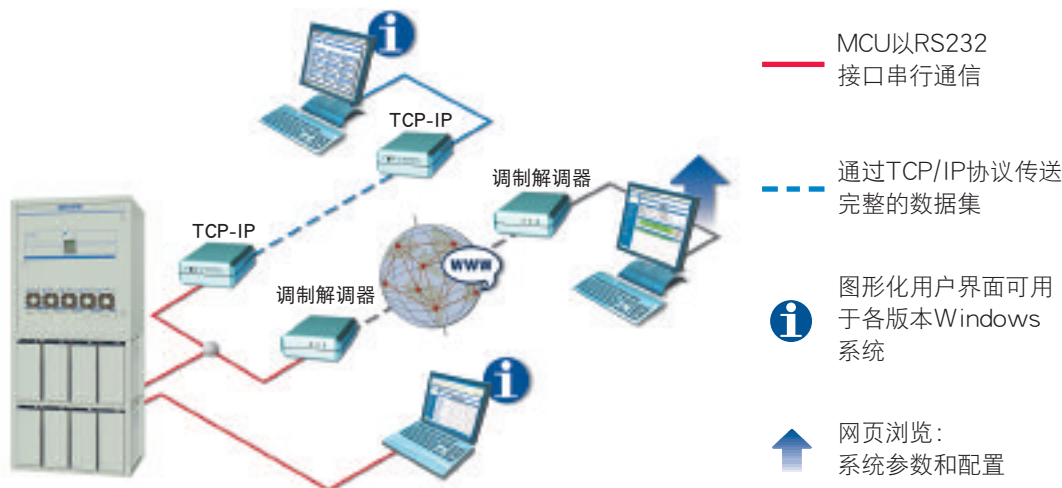 TCP-IP
调制解调器
TCP-IP
WWW
调制解调器
MCU以RS232
接口串行通信
通过TCP/IP协议传送
完整的数据集
图形化用户界面可用
于各版本Windows
系统
网页浏览：
系统参数和配置